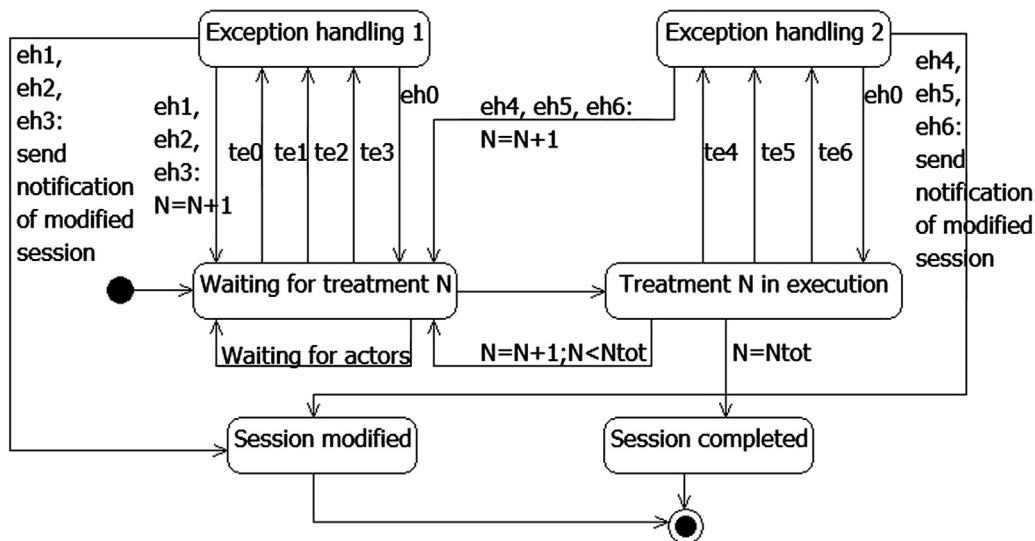 Exception handling 1
Exception handling 2
eh1,
eh2,
eh3:
send
notification
of modified
session
eh1,
eh2,
eh3:
N=N+1
te0
te1
te2
te3
eh0
eh4, eh5, eh6:
N=N+1
te4
te5
te6
eh0
eh4,
eh5,
eh6:
send
notification
of modified
session
Waiting for treatment N
Treatment N in execution
Waiting for actors
N=N+1;N<Ntot
N=Ntot
Session modified
Session completed